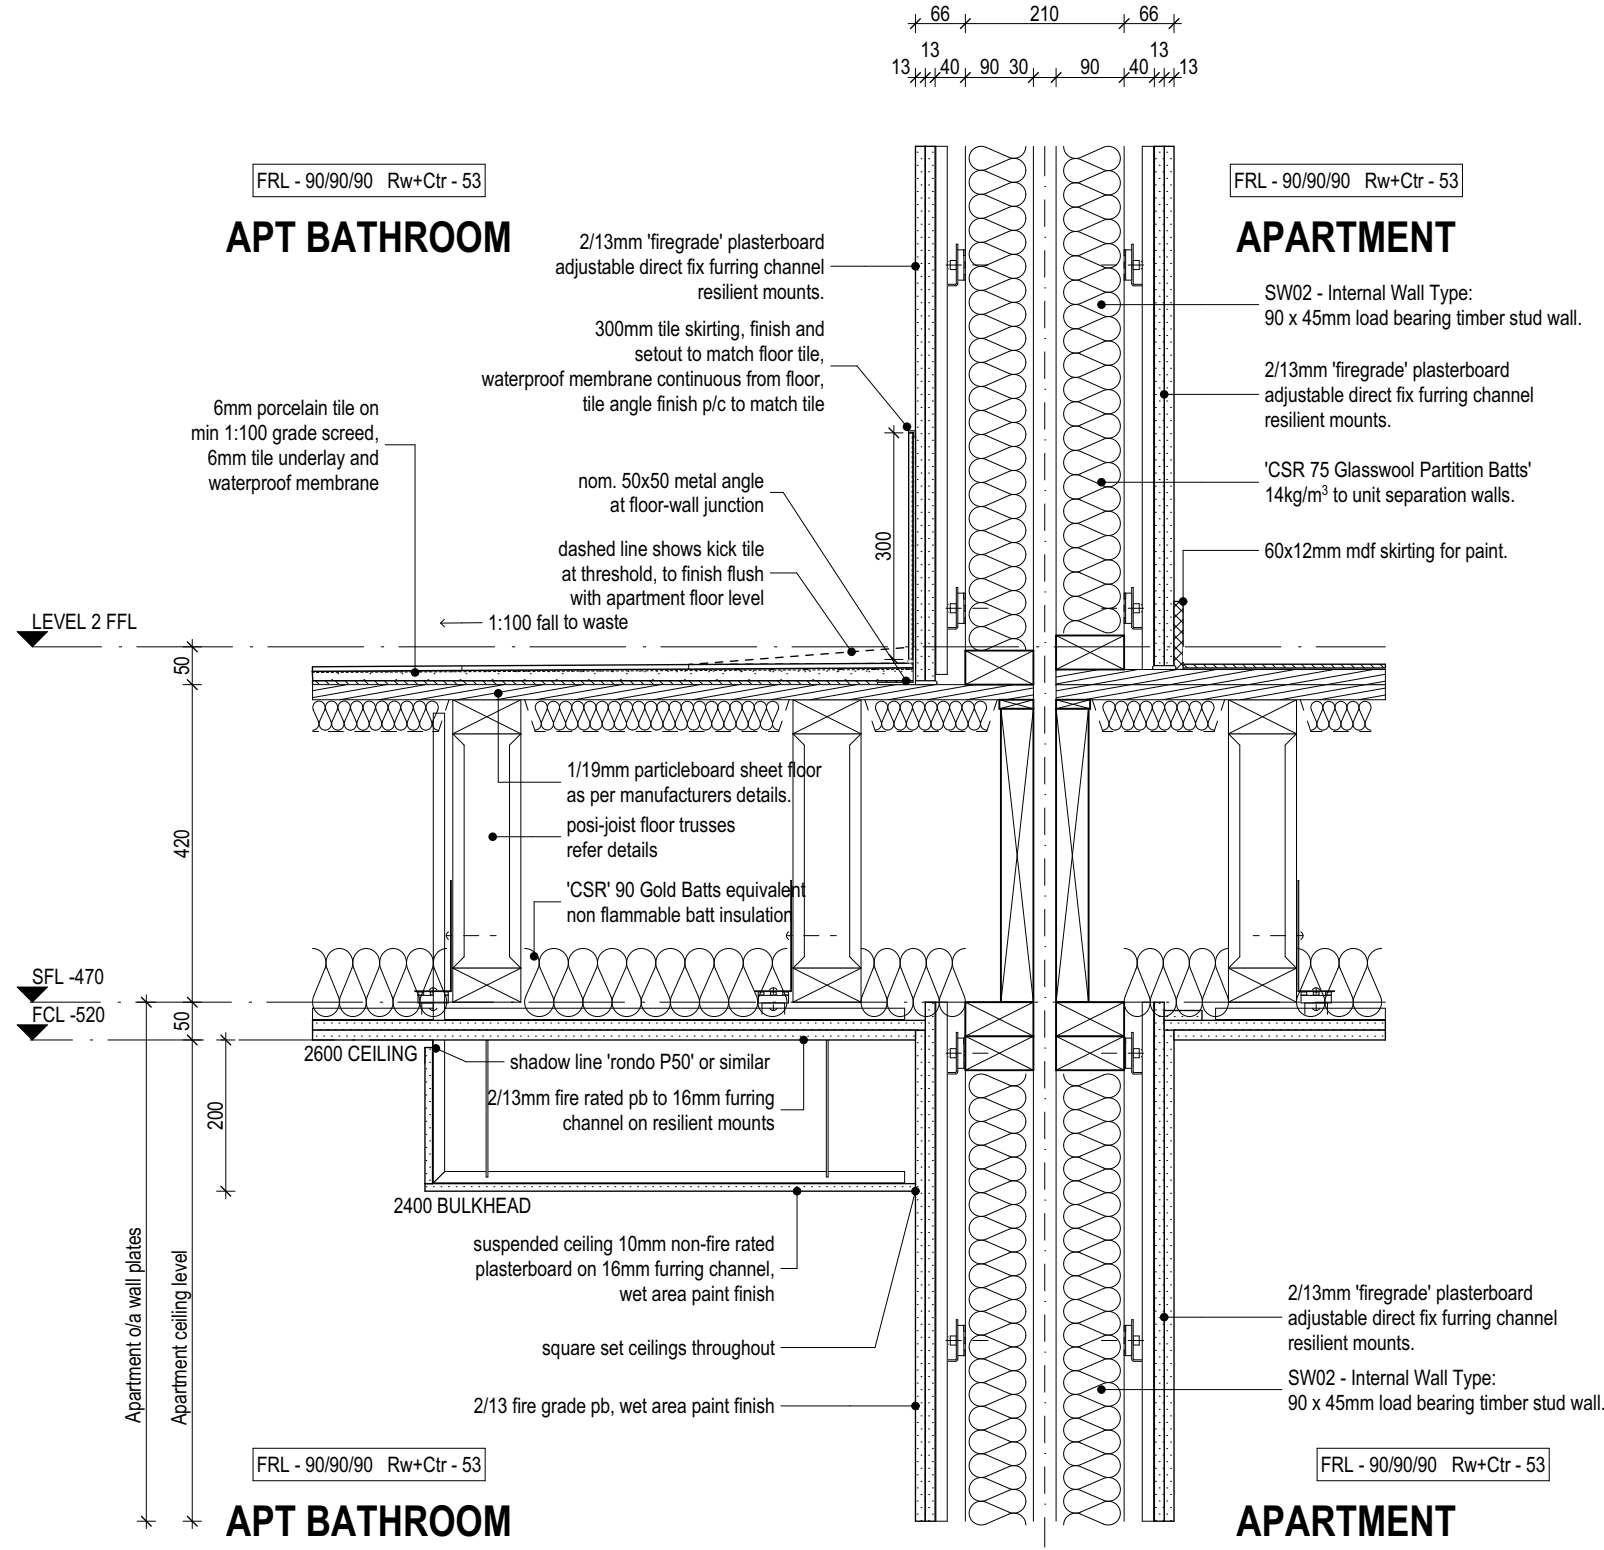 66 210 66
13 13
13 40 90 30 90 40 13
FRL - 90/90/90 Rw+Ctr - 53
APT BATHROOM
FRL - 90/90/90 Rw+Ctr - 53
APARTMENT
2/13mm 'firegrade' plasterboard
adjustable direct fix furring channel
resilient mounts.
300mm tile skirting, finish and
setout to match floor tile,
waterproof membrane continuous from floor,
tile angle finish p/c to match tile
6mm porcelain tile on
min 1:100 grade screed,
6mm tile underlay and
waterproof membrane
nom. 50x50 metal angle
at floor-wall junction
dashed line shows kick tile
at threshold, to finish flush
with apartment floor level
1:100 fall to waste
300
SW02 - Internal Wall Type:
90 x 45mm load bearing timber stud wall.
2/13mm 'firegrade' plasterboard
adjustable direct fix furring channel
resilient mounts.
'CSR 75 Glasswool Partition Batts'
14kg/m³ to unit separation walls.
60x12mm mdf skirting for paint.
LEVEL 2 FFL
50
420
1/19mm particleboard sheet floor
as per manufacturers details.
posi-joist floor trusses
refer details
'CSR' 90 Gold Batts equivalent
non flammable batt insulation
SFL -470
FCL -520
50
2600 CEILING
shadow line 'rondo P50' or similar
2/13mm fire rated pb to 16mm furring
channel on resilient mounts
200
2400 BULKHEAD
suspended ceiling 10mm non-fire rated
plasterboard on 16mm furring channel,
wet area paint finish
square set ceilings throughout
2/13 fire grade pb, wet area paint finish
Apartment o/a wall plates
Apartment ceiling level
2/13mm 'firegrade' plasterboard
adjustable direct fix furring channel
resilient mounts.
SW02 - Internal Wall Type:
90 x 45mm load bearing timber stud wall.
FRL - 90/90/90 Rw+Ctr - 53
APT BATHROOM
FRL - 90/90/90 Rw+Ctr - 53
APARTMENT